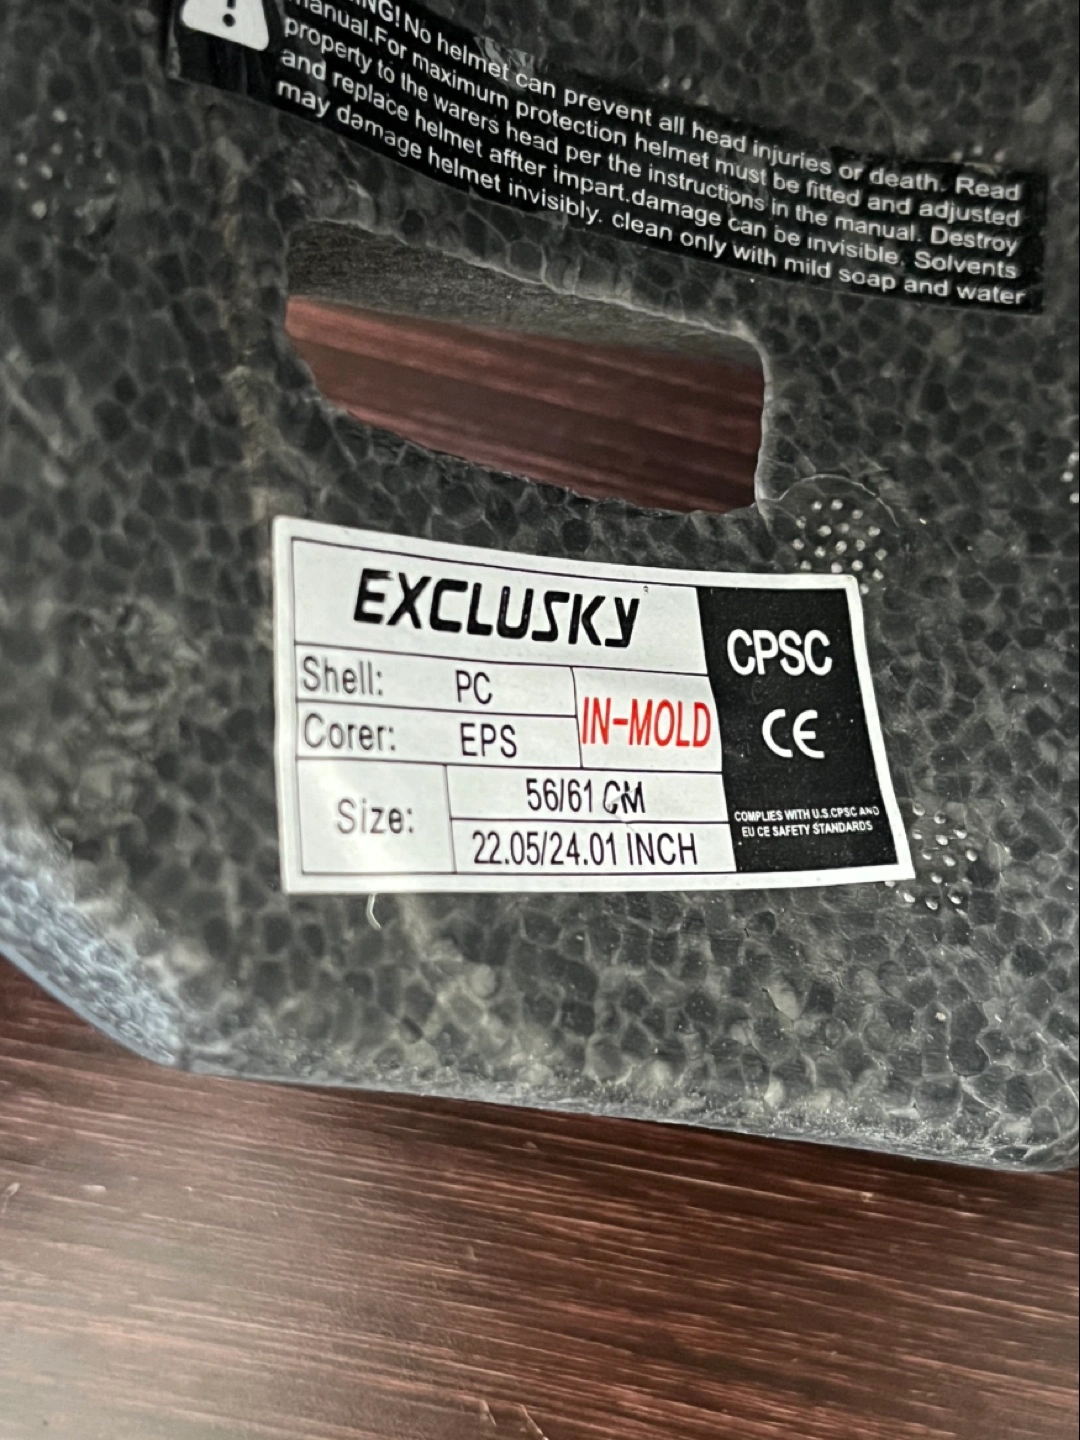 No helmet can prevent all head injuries or death. Read
manual.For maximum protection helmet must be fitted and adjusted
property to the warers head per the instructions in the manual. Destroy
and replace helmet affter impart.damage can be invisible. Solvents
may damage helmet invisibly. clean only with mild soap and water
EXCLUSKY
Shell: PC
Corer: EPS
IN-MOLD
Size:
56/61 CM
22.05/24.01 INCH
CPSC
CE
COMPLIES WITH U.S.CPSC AND
EU CE SAFETY STANDARDS